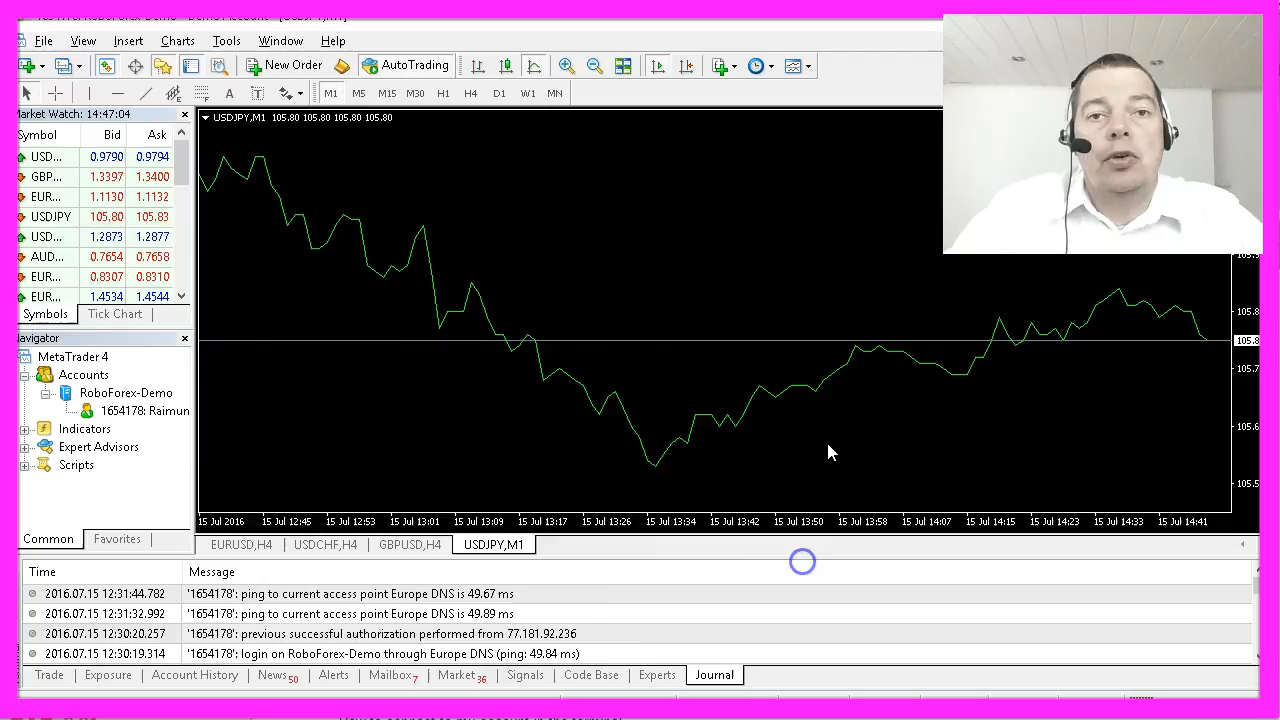 File View Insert Charts Tools Window Help
New Order AutoTrading
A T M1 M5 M15 M30 H1 H4 D1 W1 MN
Market Watch: 14:47:04
Symbol Bid Ask
USD... 0.9790 0.9794
GBP... 1.3397 1.3400
EUR... 1.1130 1.1132
USDJPY 105.80 105.83
USD... 1.2873 1.2877
AUD... 0.7654 0.7658
EUR... 0.8307 0.8310
EUR... 1.4534 1.4544
Symbols Tick Chart
Navigator
MetaTrader 4
Accounts
RoboForex-Demo
1654178: Raimun
Indicators
Expert Advisors
Scripts
Common Favorites
USDJPY,M1 105.80 105.80 105.80 105.80
105.8
105.8
105.7
105.6
105.5
15 Jul 2016 15 Jul 12:45 15 Jul 12:53 15 Jul 13:01 15 Jul 13:09 15 Jul 13:17 15 Jul 13:26 15 Jul 13:34 15 Jul 13:42 15 Jul 13:50 15 Jul 13:58 15 Jul 14:07 15 Jul 14:15 15 Jul 14:23 15 Jul 14:33 15 Jul 14:41
EURUSD,H4 USDCHF,H4 GBPUSD,H4 USDJPY,M1
Time Message
2016.07.15 12:31:44.782 '1654178': ping to current access point Europe DNS is 49.67 ms
2016.07.15 12:31:32.992 '1654178': ping to current access point Europe DNS is 49.89 ms
2016.07.15 12:30:20.257 '1654178': previous successful authorization performed from
2016.07.15 12:30:19.314 '1654178': login on RoboForex-Demo through Europe DNS (ping:
Trade Exposure Account History News 50 Alerts Mailbox 7 Market 36 Signals Code Base Experts Journal